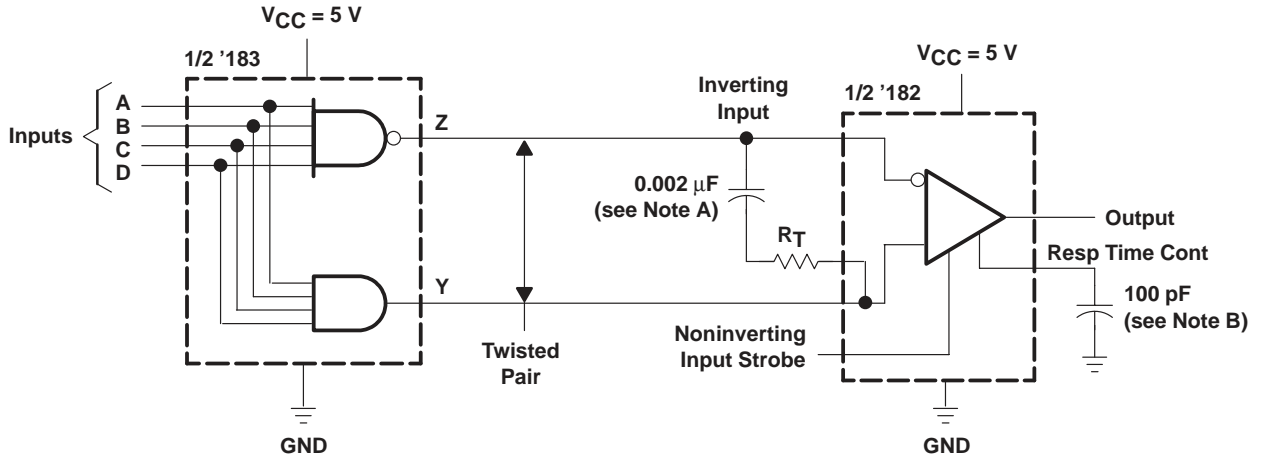 VCC = 5 V
1/2 '183
Inputs
A
B
C
D
Z
Y
GND
Twisted
Pair
Inverting
Input
0.002 μF
(see Note A)
RT
VCC = 5 V
1/2 '182
Output
Resp Time Cont
100 pF
(see Note B)
Noninverting
Input Strobe
GND